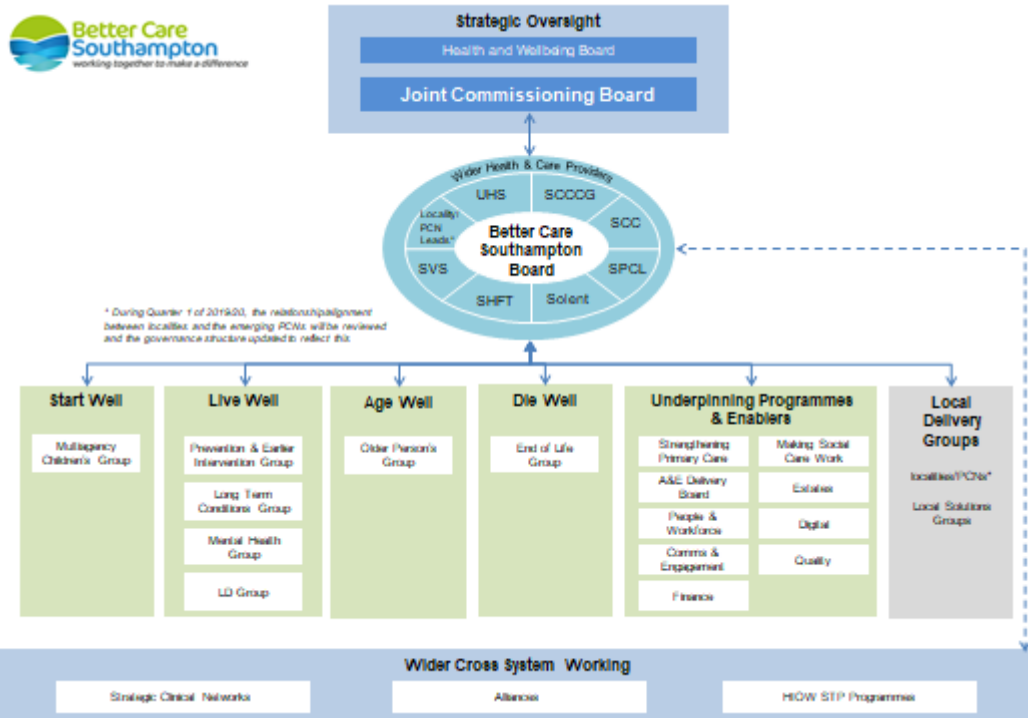 Better Care
Southampton
working together to make a difference
Strategic Oversight
Health and Wellbeing Board
Joint Commissioning Board
Wider Health & Care Providers
UHS
SCCCG
Locality/
PCN
Leads*
SCC
Better Care
Southampton
Board
SVS
SPCL
SHFT
Solent
* During Quarter 1 of 2019/20, the relationship/alignment
between localities and the emerging PCNs will be reviewed
and the governance structure updated to reflect this
Start Well
Multiagency
Children's Group
Live Well
Prevention & Earlier
Intervention Group
Long Term
Conditions Group
Mental Health
Group
LD Group
Age Well
Older Person's
Group
Die Well
End of Life
Group
Underpinning Programmes
& Enablers
Strengthening
Primary Care
Making Social
Care Work
A&E Delivery
Board
Estates
People &
Workforce
Digital
Comms &
Engagement
Quality
Finance
Local
Delivery
Groups
localities/PCNs*
Local Solutions
Groups
Wider Cross System Working
Strategic Clinical Networks
Alliances
HIOW STP Programmes